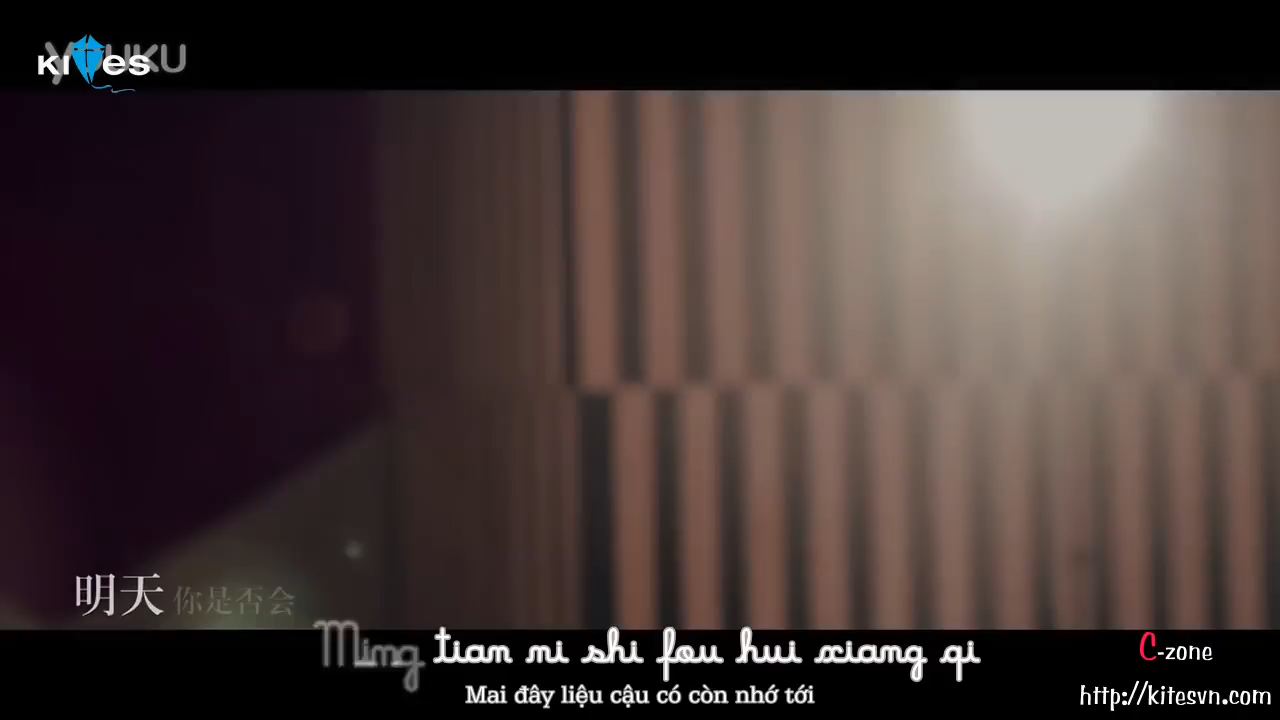 KITES
YOUKU
明天 你是否会
Ming tian ni shi fou hui xiang qi
Mai đây liệu cậu có còn nhớ tới
C-zone
http://kitesvn.com